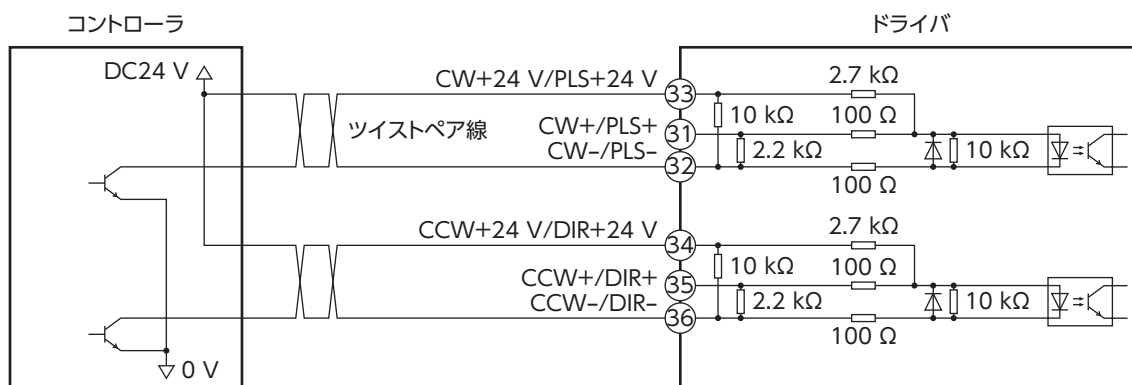 コントローラ
ドライバ
DC24 V
CW+24 V/PLS+24 V
33
2.7 kΩ
10 kΩ
100 Ω
ツイストペア線
CW+/PLS+
31
CW–/PLS–
32
2.2 kΩ
10 kΩ
100 Ω
CCW+24 V/DIR+24 V
34
2.7 kΩ
10 kΩ
100 Ω
CCW+/DIR+
35
CCW–/DIR–
36
2.2 kΩ
10 kΩ
100 Ω
0 V